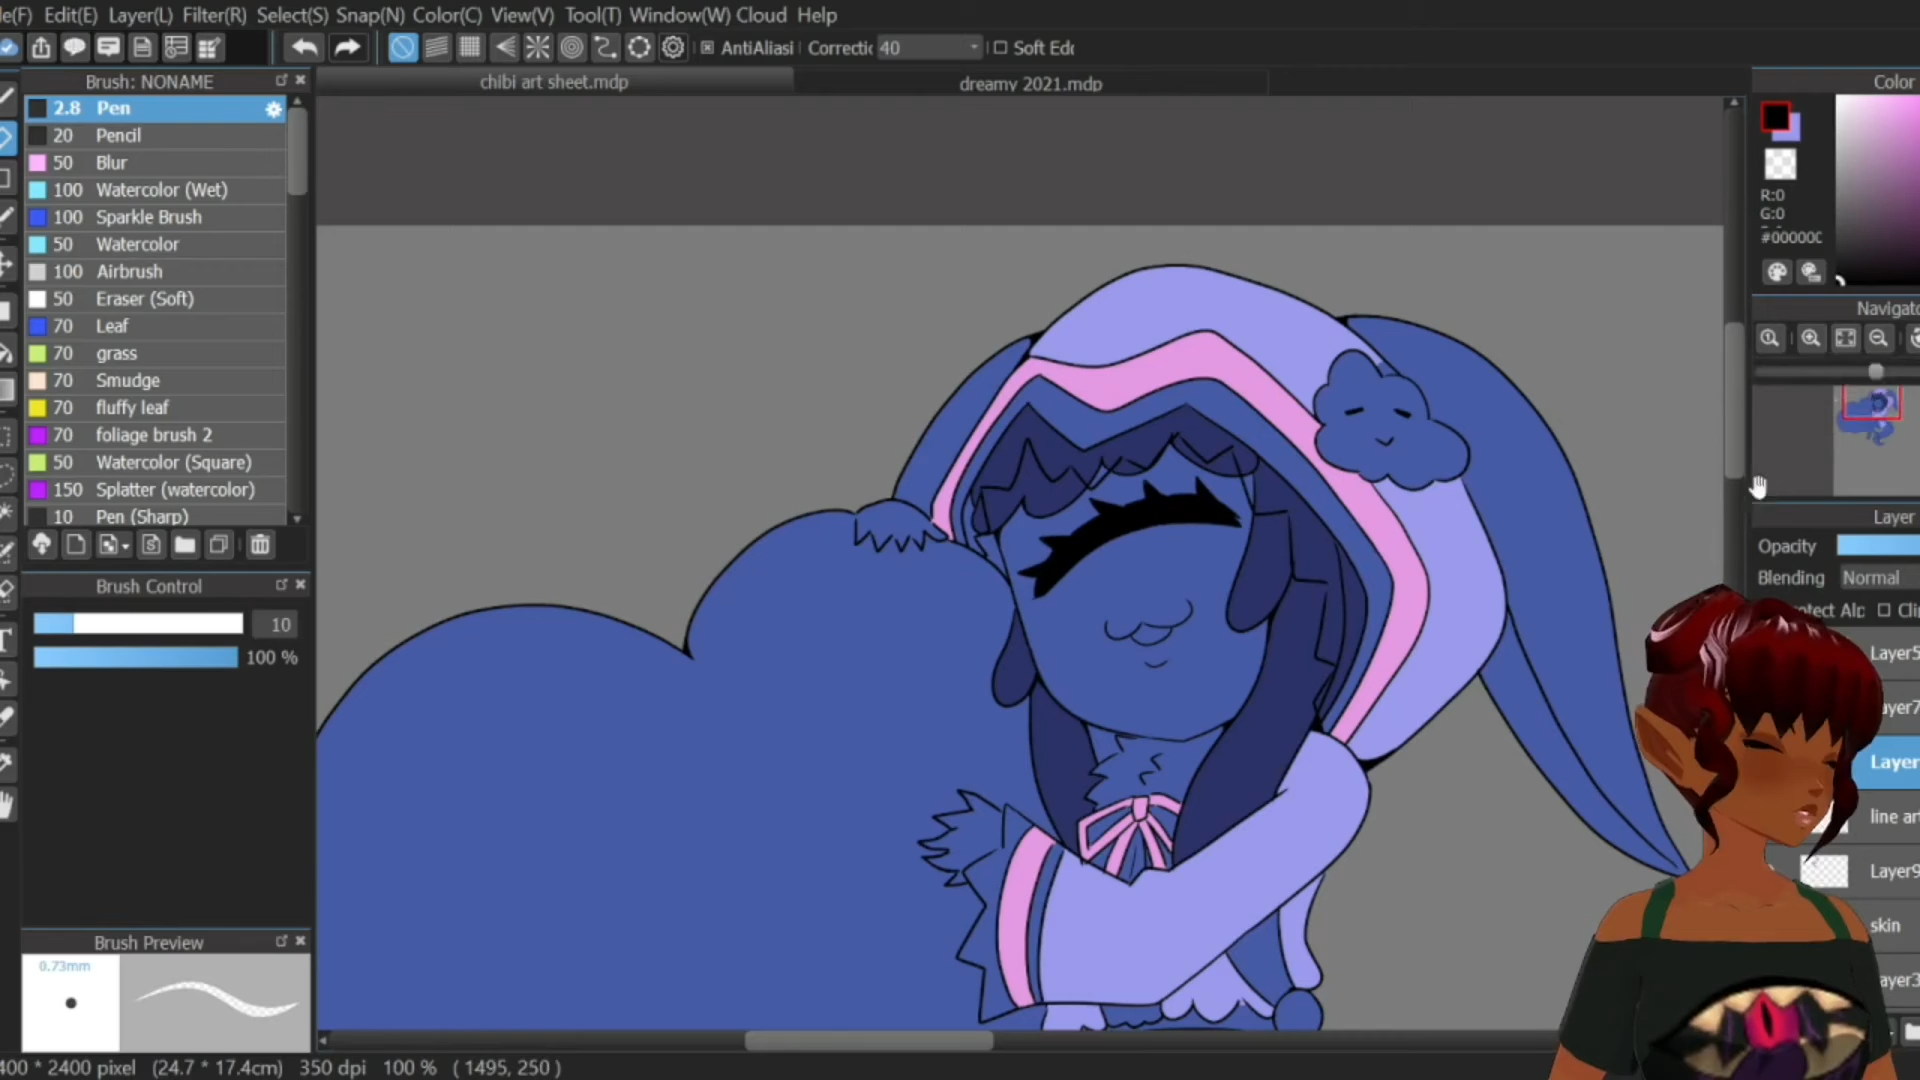 le(F) Edit(E) Layer(L) Filter(R) Select(S) Snap(N) Color(C) View(V) Tool(T) Window(W) Cloud Help
AntiAliasi Correctic 40 Soft Edc
Brush: NONAME
chibi art sheet.mdp
dreamy 2021.mdp
Color
2.8 Pen
20 Pencil
50 Blur
100 Watercolor (Wet)
100 Sparkle Brush
50 Watercolor
100 Airbrush
50 Eraser (Soft)
70 Leaf
70 grass
70 Smudge
70 fluffy leaf
70 foliage brush 2
50 Watercolor (Square)
150 Splatter (watercolor)
10 Pen (Sharp)
R:0
G:0
#00000C
Navigato
Brush Control
10
100 %
Layer
Opacity
Blending Normal
otect Alp Cli
Layer5
ayer7
Layer
line ar
Layer9
skin
ayer3
Brush Preview
0.73mm
400 * 2400 pixel (24.7 * 17.4cm) 350 dpi 100 % ( 1495, 250 )